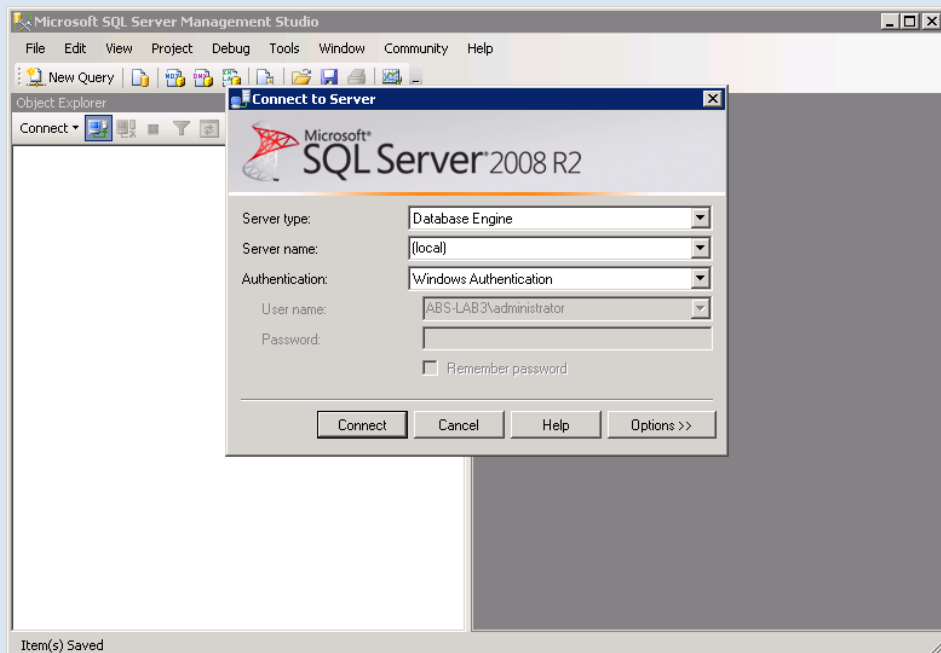 Microsoft SQL Server Management Studio
File Edit View Project Debug Tools Window Community Help
New Query
Object Explorer
Connect
Connect to Server
Microsoft®
SQL Server® 2008 R2
Server type: Database Engine
Server name: (local)
Authentication: Windows Authentication
User name: ABS-LAB3\administrator
Password:
Remember password
Connect Cancel Help Options >>
Item(s) Saved